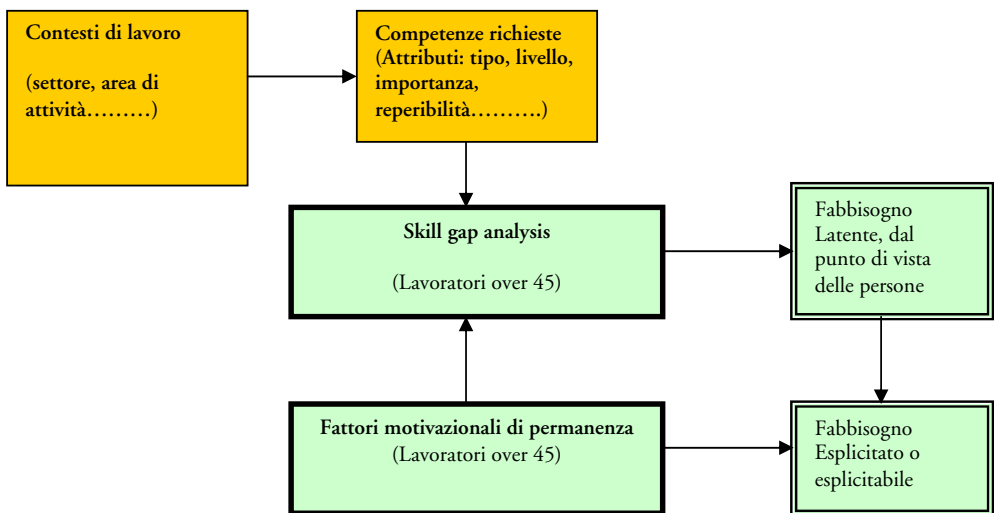 Contesti di lavoro
(settore, area di
attività………)
Competenze richieste
(Attributi: tipo, livello,
importanza,
reperibilità……….)
Skill gap analysis
(Lavoratori over 45)
Fabbisogno
Latente, dal
punto di vista
delle persone
Fattori motivazionali di permanenza
(Lavoratori over 45)
Fabbisogno
Esplicitato o
esplicitabile